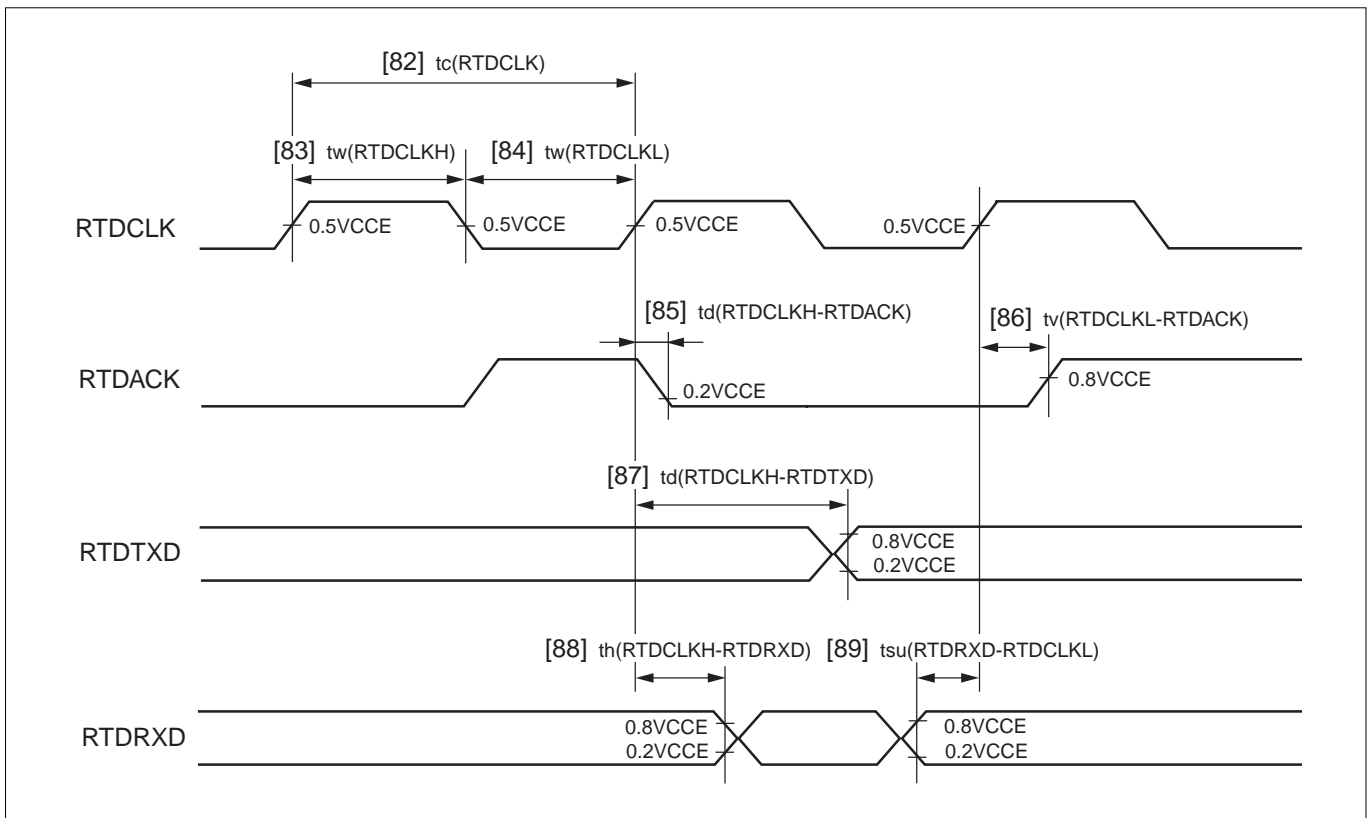 [82] tc(RTDCLK)
[83] tw(RTDCLKH) [84] tw(RTDCLKL)
RTDCLK 0.5VCCE 0.5VCCE 0.5VCCE 0.5VCCE
[85] td(RTDCLKH-RTDACK) [86] tv(RTDCLKL-RTDACK)
RTDACK 0.2VCCE 0.8VCCE
[87] td(RTDCLKH-RTDTXD)
RTDTXD 0.8VCCE
0.2VCCE
[88] th(RTDCLKH-RTDRXD) [89] tsu(RTDRXD-RTDCLKL)
RTDRXD 0.8VCCE 0.8VCCE
0.2VCCE 0.2VCCE